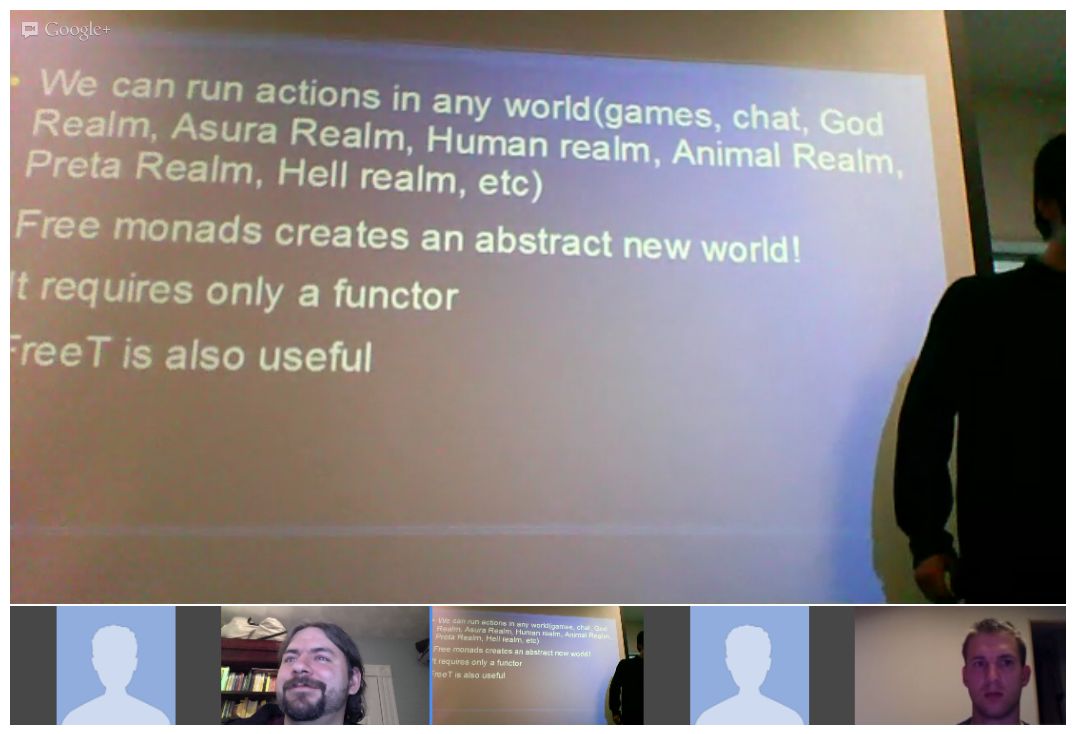 Google+
We can run actions in any world(games, chat, God
Realm, Asura Realm, Human realm, Animal Realm,
Preta Realm, Hell realm, etc)
Free monads creates an abstract new world!
It requires only a functor
FreeT is also useful
We can run actions in any world(games, chat, God
Realm, Asura Realm, Human realm, Animal Realm,
Preta Realm, Hell realm, etc)
Free monads creates an abstract new world!
It requires only a functor
FreeT is also useful